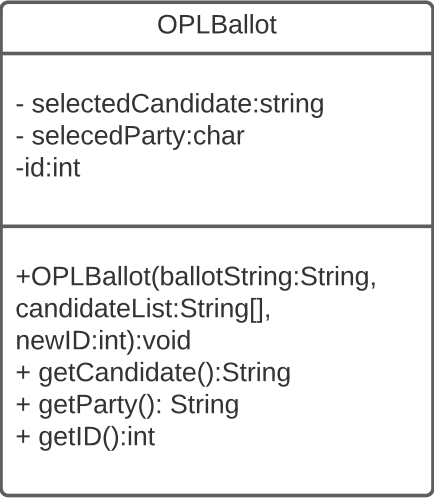 OPLBallot
- selectedCandidate:string
- selecedParty:char
-id:int
+OPLBallot(ballotString:String,
candidateList:String[],
newID:int):void
+ getCandidate():String
+ getParty(): String
+ getID():int